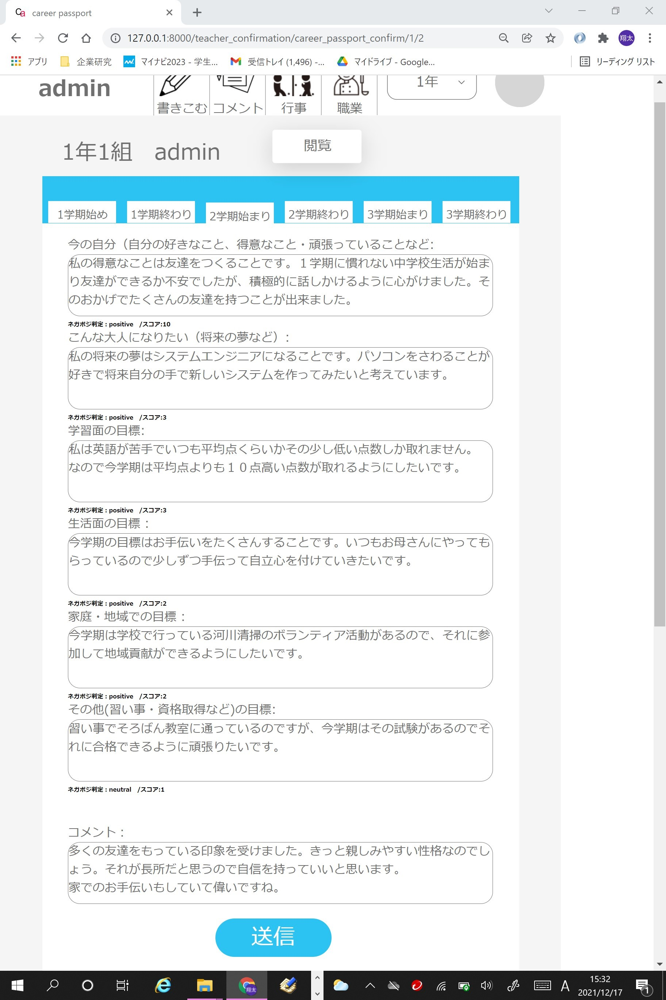 Ca career passport
127.0.0.1:8000/teacher_confirmation/career_passport_confirm/1/2
翔太
アプリ 企業研究 マイナビ2023 - 学生... 受信トレイ (1,496) -... マイドライブ - Google... リーディング リスト
admin 書きこむ コメント 行事 職業 1年
1年1組 admin 閲覧
1学期始め 1学期終わり 2学期始まり 2学期終わり 3学期始まり 3学期終わり
今の自分（自分の好きなこと、得意なこと・頑張っていることなど:
私の得意なことは友達をつくることです。１学期に慣れない中学校生活が始ま
り友達ができるか不安でしたが、積極的に話しかけるように心がけました。そ
のおかげでたくさんの友達を持つことが出来ました。
ネガポジ判定：positive /スコア:10
こんな大人になりたい（将来の夢など）:
私の将来の夢はシステムエンジニアになることです。パソコンをさわることが
好きで将来自分の手で新しいシステムを作ってみたいと考えています。
ネガポジ判定：positive /スコア:3
学習面の目標:
私は英語が苦手でいつも平均点くらいかその少し低い点数しか取れません。
なので今学期は平均点よりも１０点高い点数が取れるようにしたいです。
ネガポジ判定：positive /スコア:3
生活面の目標：
今学期の目標はお手伝いをたくさんすることです。いつもお母さんにやっても
らっているので少しずつ手伝って自立心を付けていきたいです。
ネガポジ判定：positive /スコア:2
家庭・地域での目標：
今学期は学校で行っている河川清掃のボランティア活動があるので、それに参
加して地域貢献ができるようにしたいです。
ネガポジ判定：positive /スコア:2
その他(習い事・資格取得など)の目標:
習い事でそろばん教室に通っているのですが、今学期はその試験があるのでそ
れに合格できるように頑張りたいです。
ネガポジ判定：neutral /スコア:1
コメント：
多くの友達をもっている印象を受けました。きっと親しみやすい性格なのでし
ょう。それが長所だと思うので自信を持っていいと思います。
家でのお手伝いもしていて偉いですね。
送信
翔太
A
15:32
2021/12/17
1